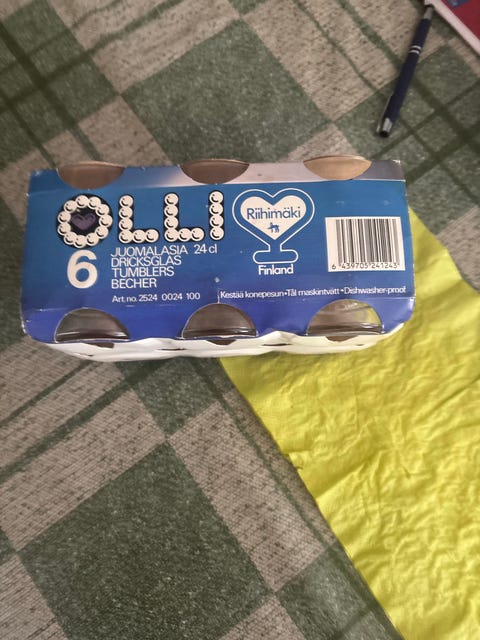 OLLI
6
JUOMALASIA 24 cl
DRICKSGLAS
TUMBLERS
BECHER
Art. no. 2524 0024 100
Riihimäki
Finland
6 439705 241243
Kestää konepesun • Tål maskintvätt • Dishwasher-proof